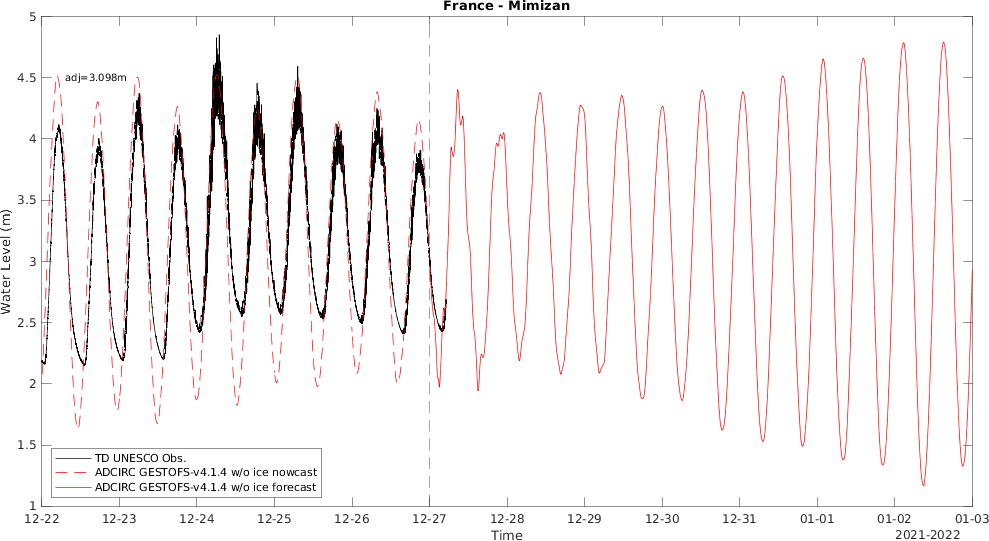 France - Mimizan
5
4.5
4
3.5
3
2.5
2
1.5
1
Water Level (m)
adj=3.098m
TD UNESCO Obs.
ADCIRC GESTOFS-v4.1.4 w/o ice nowcast
ADCIRC GESTOFS-v4.1.4 w/o ice forecast
12-22 12-23 12-24 12-25 12-26 12-27 12-28 12-29 12-30 12-31 01-01 01-02 01-03
Time
2021-2022